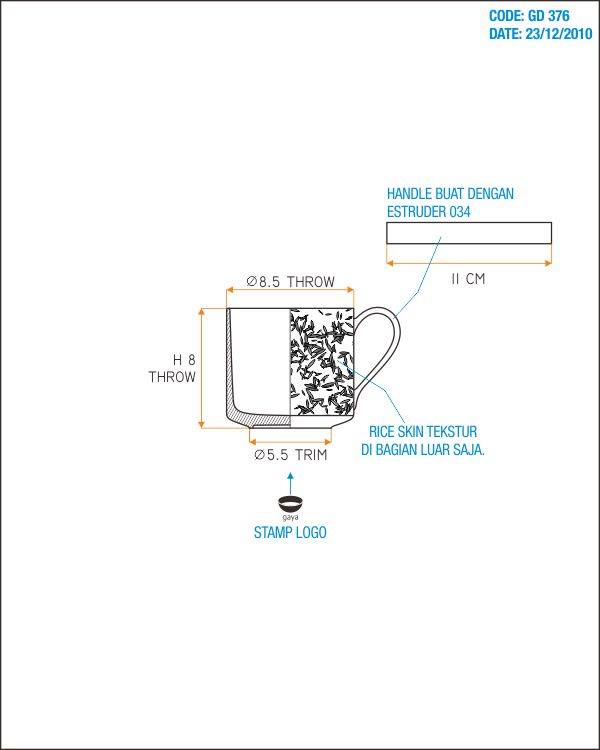 CODE: GD 376
DATE: 23/12/2010
HANDLE BUAT DENGAN
ESTRUDER 034
11 CM
Ø8.5 THROW
H 8
THROW
RICE SKIN TEKSTUR
DI BAGIAN LUAR SAJA.
Ø5.5 TRIM
gaya
STAMP LOGO